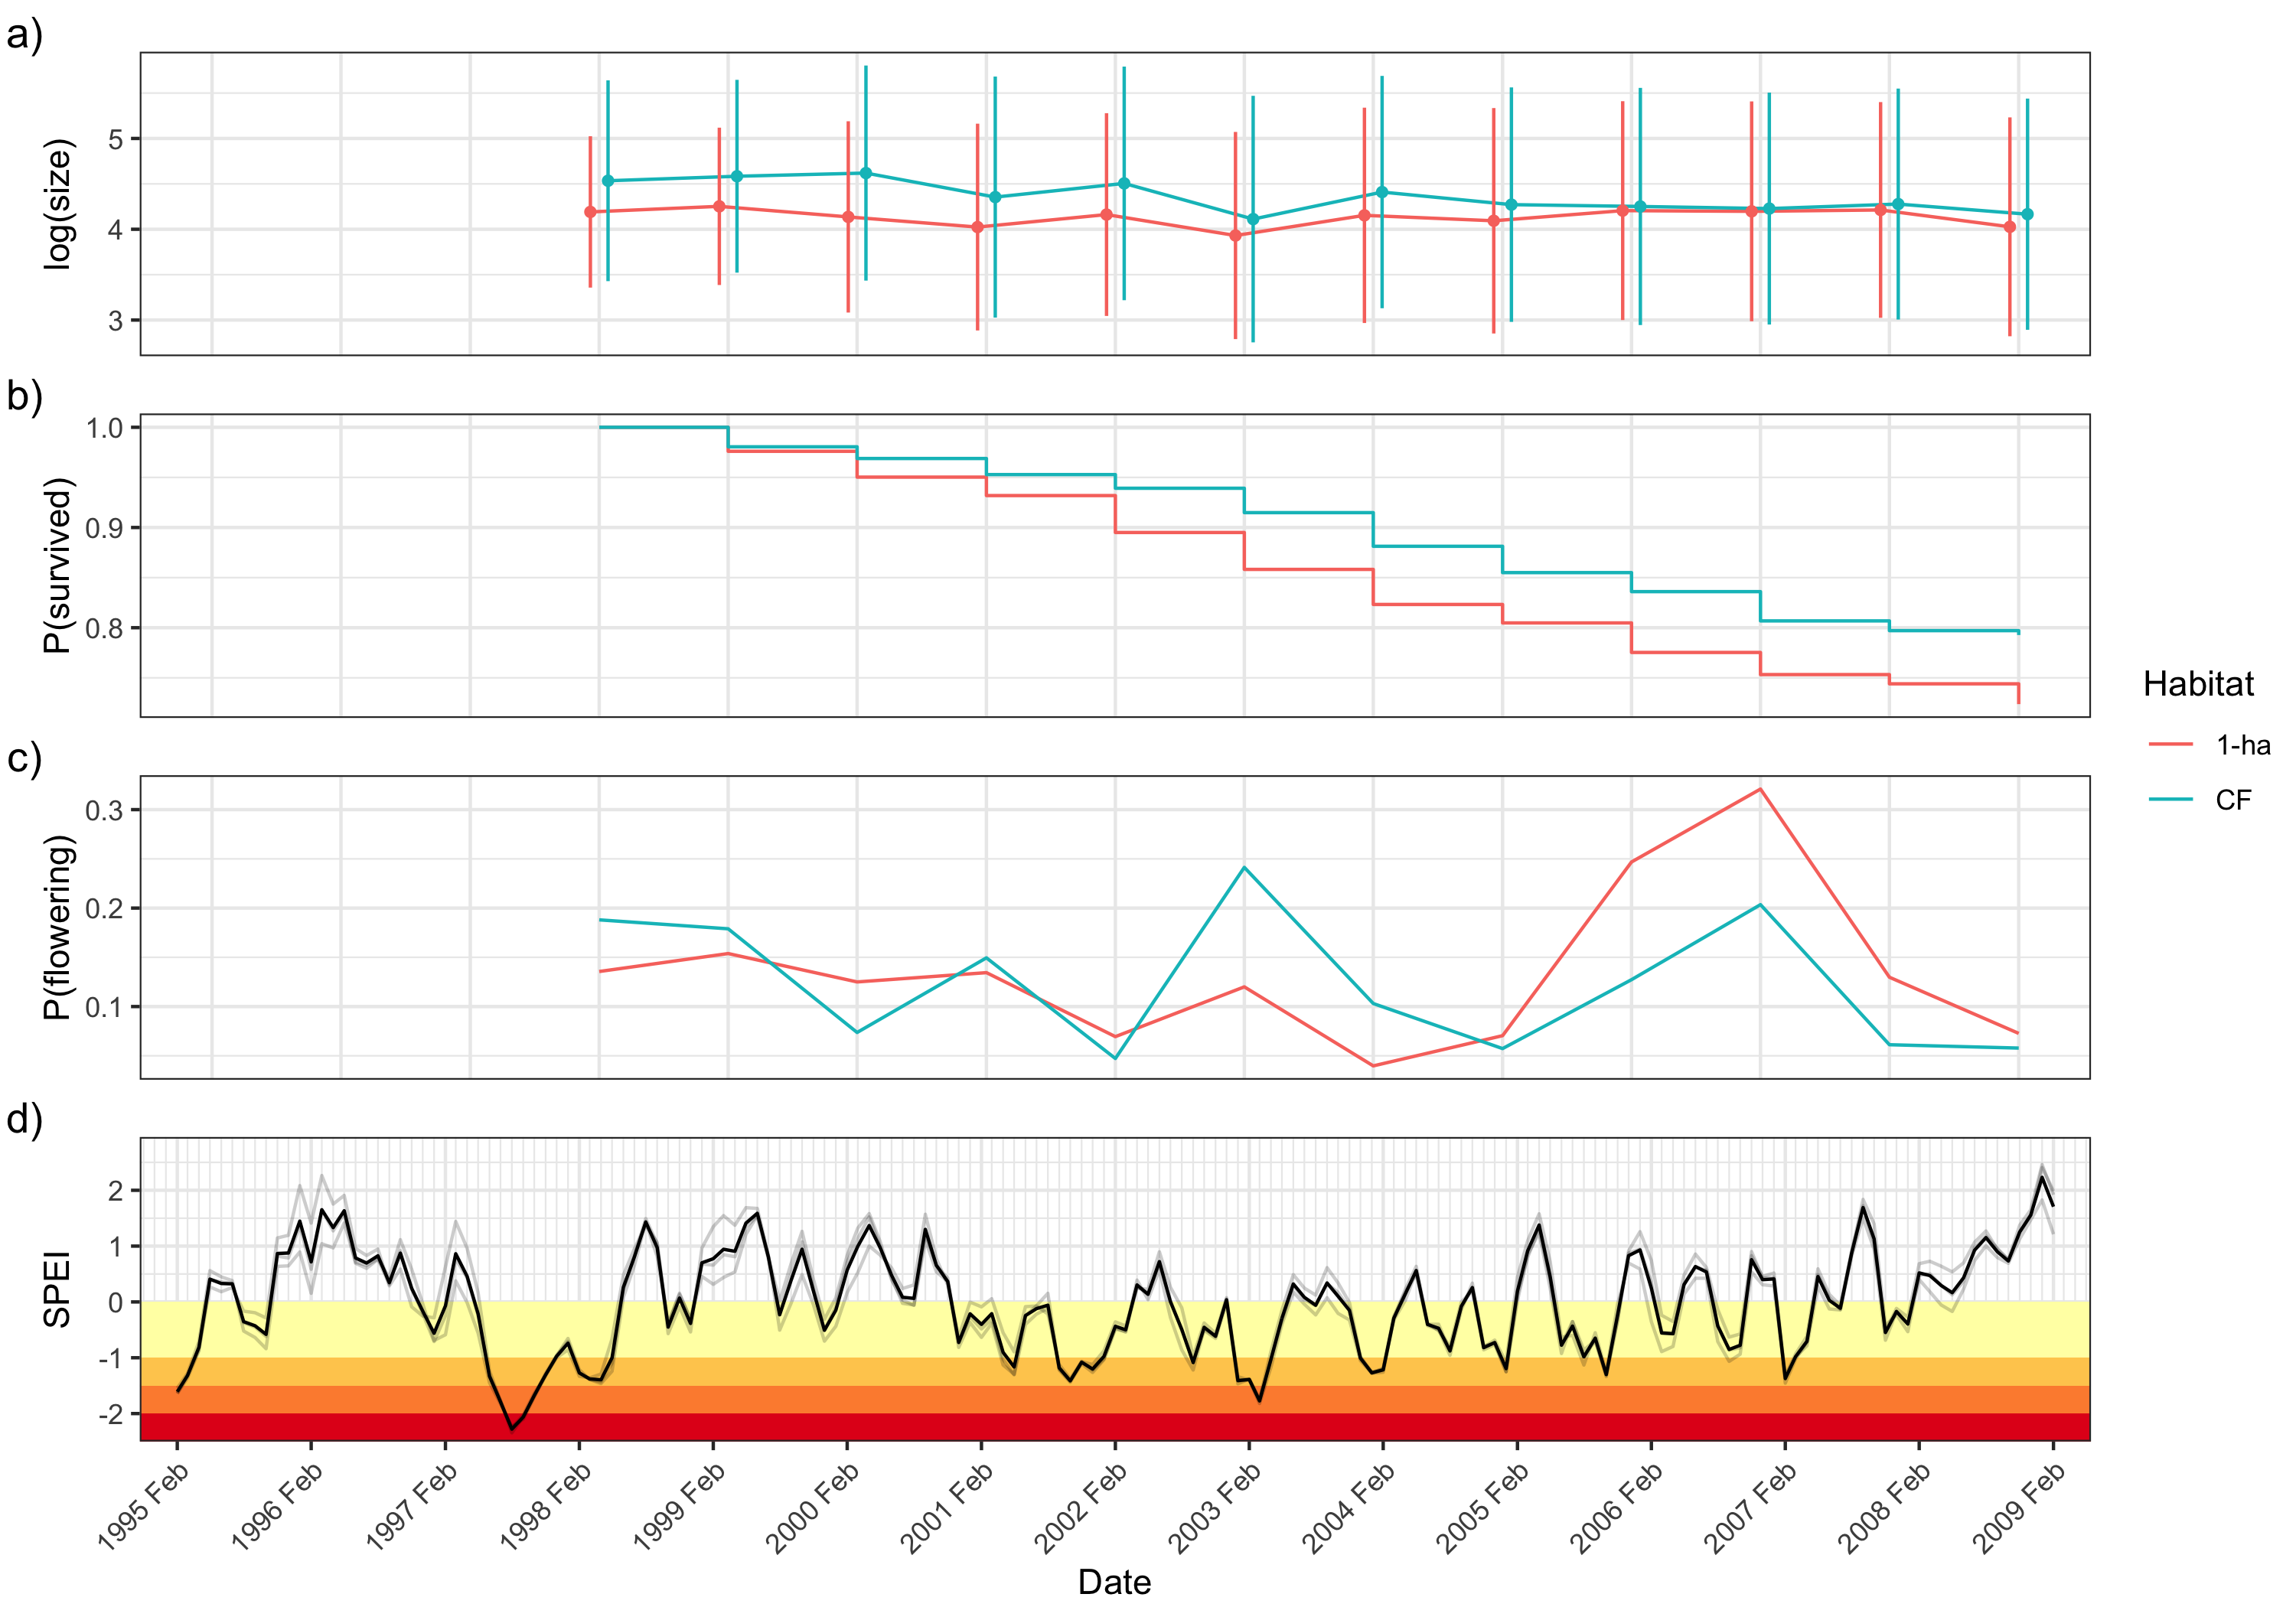 a)
log(size)
5
4
3
b)
P(survived)
1.0
0.9
0.8
c)
P(flowering)
0.3
0.2
0.1
Habitat
1-ha
CF
d)
SPEI
2
1
0
-1
-2
1995 Feb
1996 Feb
1997 Feb
1998 Feb
1999 Feb
2000 Feb
2001 Feb
2002 Feb
2003 Feb
2004 Feb
2005 Feb
2006 Feb
2007 Feb
2008 Feb
2009 Feb
Date